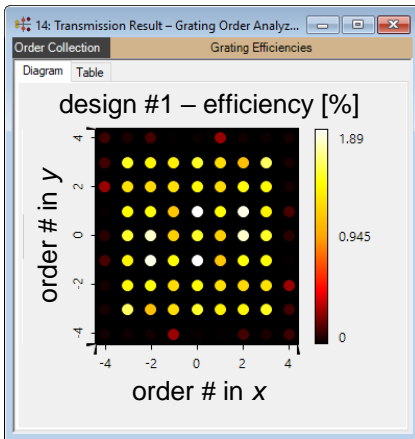 14: Transmission Result – Grating Order Analyz...
Order Collection
Grating Efficiencies
Diagram
Table
design #1 – efficiency [%]
order # in y
4
2
0
-2
-4
-4
-2
0
2
4
order # in x
1.89
0.945
0